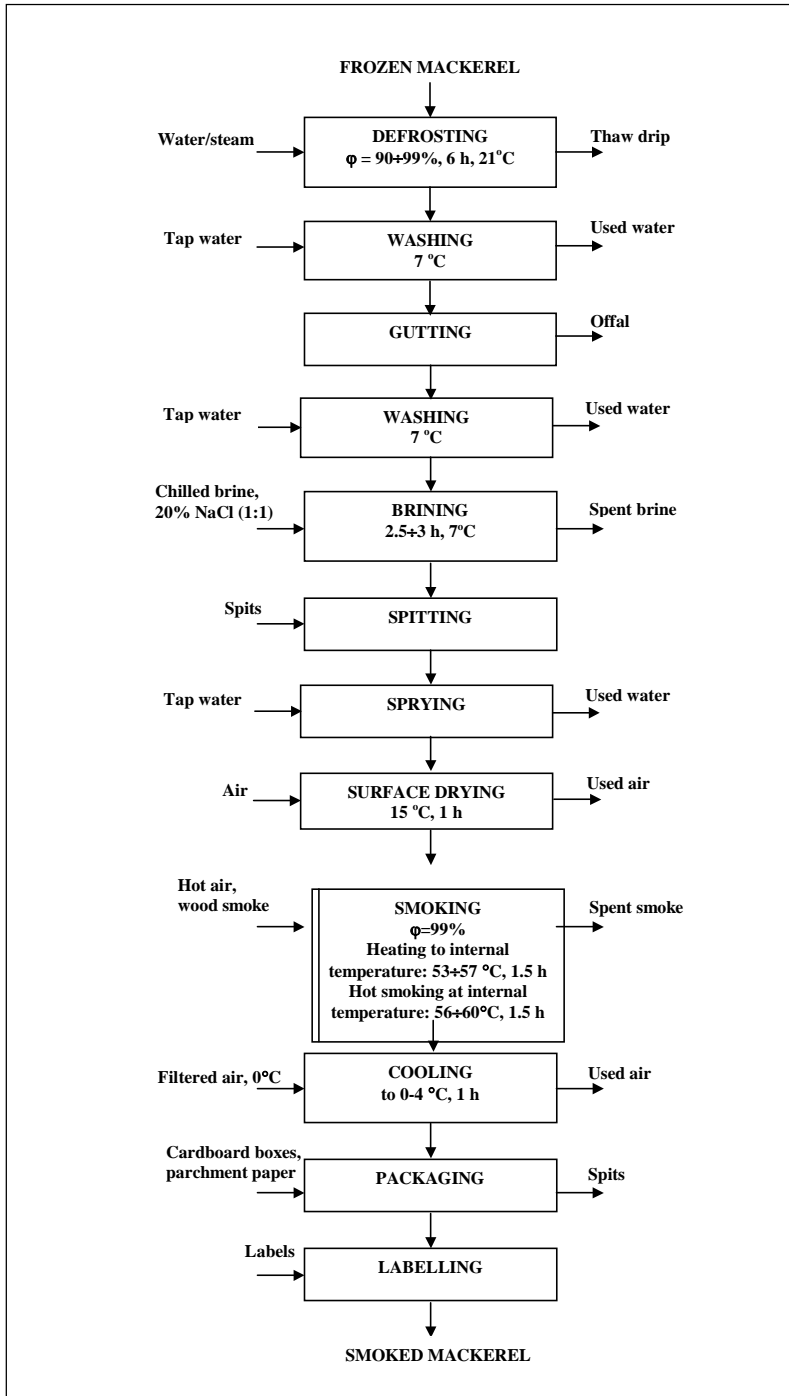 FROZEN MACKEREL
Water/steam
DEFROSTING
φ = 90÷99%, 6 h, 21°C
Thaw drip
Tap water
WASHING
7 °C
Used water
GUTTING
Offal
Tap water
WASHING
7 °C
Used water
Chilled brine,
20% NaCl (1:1)
BRINING
2.5÷3 h, 7°C
Spent brine
Spits
SPITTING
Tap water
SPRYING
Used water
Air
SURFACE DRYING
15 °C, 1 h
Used air
Hot air,
wood smoke
SMOKING
φ=99%
Heating to internal
temperature: 53÷57 °C, 1.5 h
Hot smoking at internal
temperature: 56÷60°C, 1.5 h
Spent smoke
Filtered air, 0°C
COOLING
to 0-4 °C, 1 h
Used air
Cardboard boxes,
parchment paper
PACKAGING
Spits
Labels
LABELLING
SMOKED MACKEREL